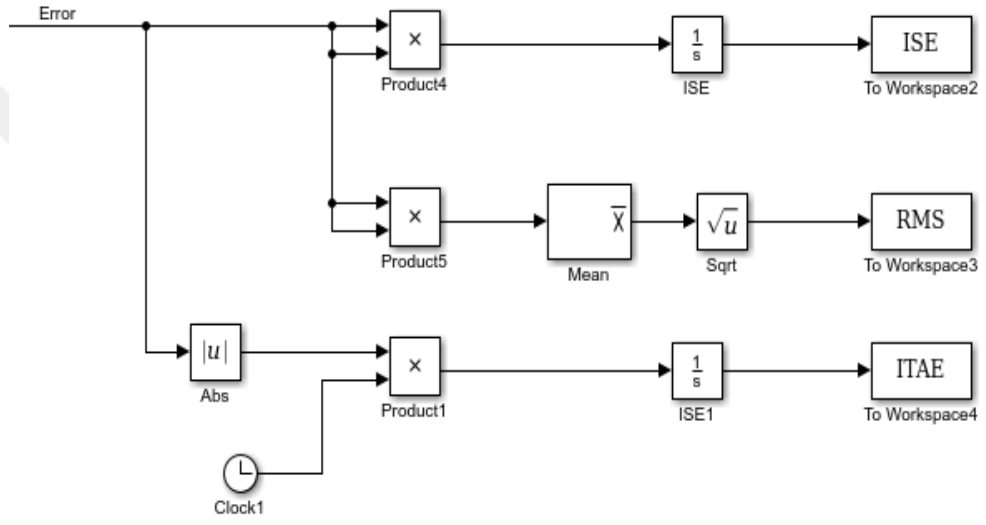 Error
×
Product4
1
s
ISE
ISE
To Workspace2
×
Product5
x̅
Mean
√u
Sqrt
RMS
To Workspace3
|u|
Abs
×
Product1
1
s
ISE1
ITAE
To Workspace4
Clock1